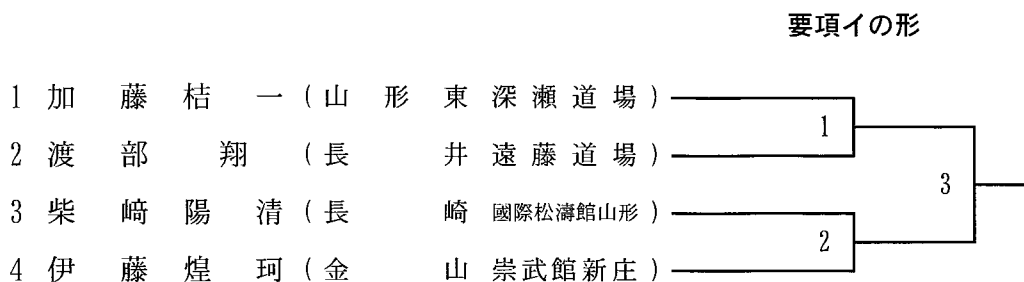 要項イの形
1 加藤桔一 (山形東 深瀬道場)
1
2 渡部翔 (長井 遠藤道場)
3
3 柴﨑陽清 (長崎 國際松濤館山形)
2
4 伊藤煌珂 (金山 崇武館新庄)